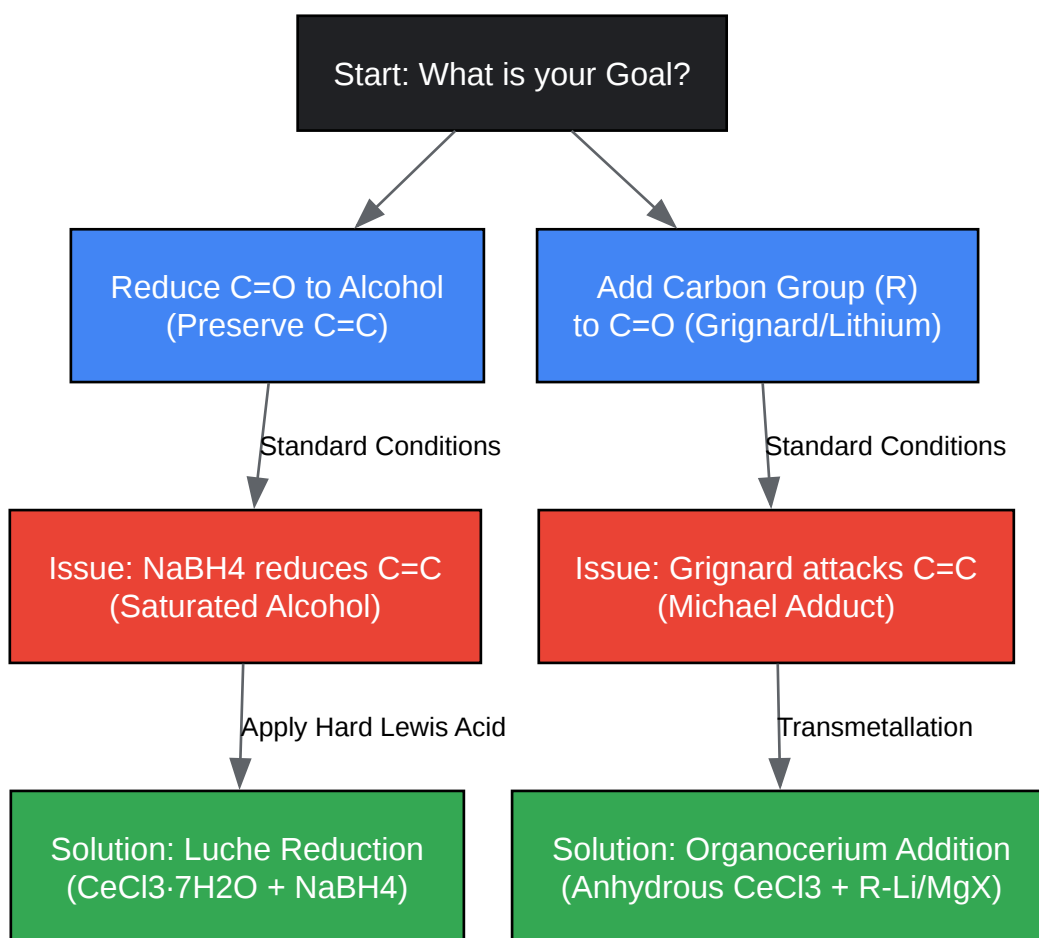 Start: What is your Goal?
Reduce C=O to Alcohol
(Preserve C=C)
Add Carbon Group (R)
to C=O (Grignard/Lithium)
Standard Conditions
Standard Conditions
Issue: NaBH4 reduces C=C
(Saturated Alcohol)
Issue: Grignard attacks C=C
(Michael Adduct)
Apply Hard Lewis Acid
Transmetallation
Solution: Luche Reduction
(CeCl3·7H2O + NaBH4)
Solution: Organocerium Addition
(Anhydrous CeCl3 + R-Li/MgX)